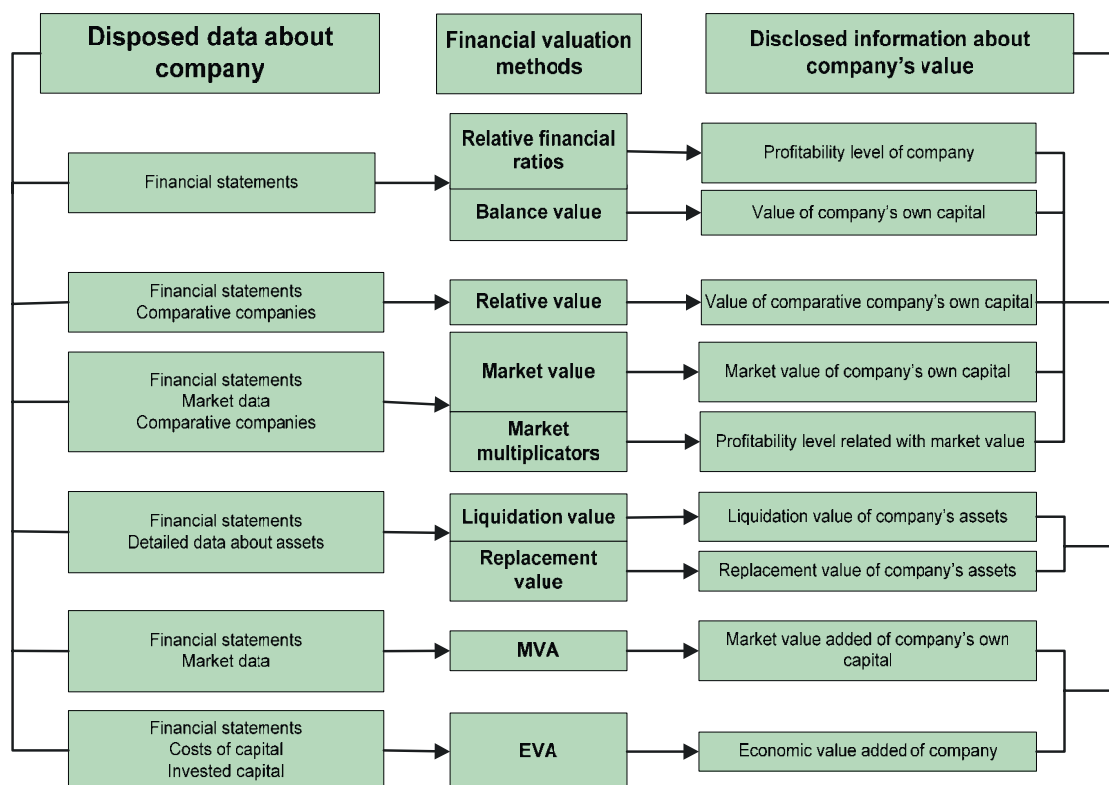 Disposed data about
company
Financial valuation
methods
Disclosed information about
company's value
Financial statements
Relative financial
ratios
Profitability level of company
Balance value
Value of company's own capital
Financial statements
Comparative companies
Relative value
Value of comparative company's own capital
Financial statements
Market data
Comparative companies
Market value
Market value of company's own capital
Market
multiplicators
Profitability level related with market value
Financial statements
Detailed data about assets
Liquidation value
Liquidation value of company's assets
Replacement
value
Replacement value of company's assets
Financial statements
Market data
MVA
Market value added of company's own
capital
Financial statements
Costs of capital
Invested capital
EVA
Economic value added of company